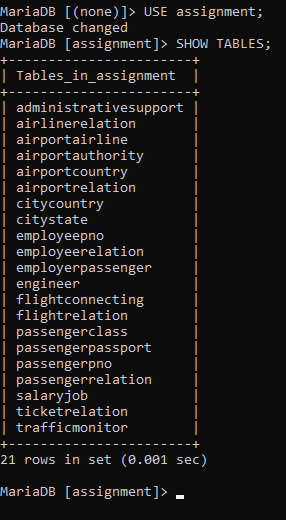 MariaDB [(none)]> USE assignment;
Database changed
MariaDB [assignment]> SHOW TABLES;
+-----------------------+
| Tables_in_assignment  |
+-----------------------+
| administrativesupport |
| airlinerelation       |
| airportairline        |
| airportauthority      |
| airportcountry        |
| airportrelation       |
| citycountry           |
| citystate             |
| employeepno           |
| employeerelation      |
| employerpassenger     |
| engineer              |
| flightconnecting      |
| flightrelation        |
| passengerclass        |
| passengerpassport     |
| passengerpno          |
| passengerrelation     |
| salaryjob             |
| ticketrelation        |
| trafficmonitor        |
+-----------------------+
21 rows in set (0.001 sec)
MariaDB [assignment]> _